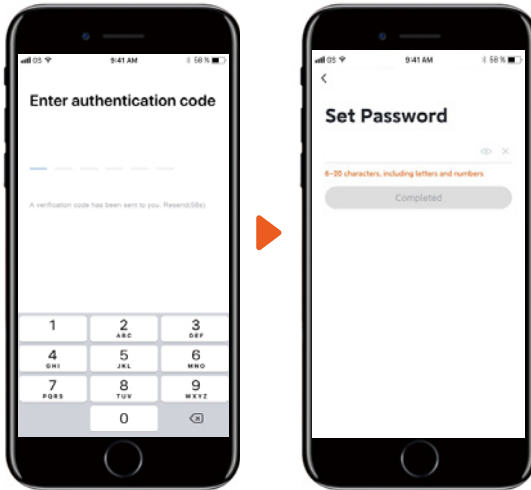 9:41 AM
58 %
Enter authentication code
A verification code has been sent to you. Resend(58s)
1
2
ABC
3
DEF
4
GHI
5
JKL
6
MNO
7
PQRS
8
TUV
9
WXYZ
0
9:41 AM
58 %
Set Password
6-20 characters, including letters and numbers
Completed